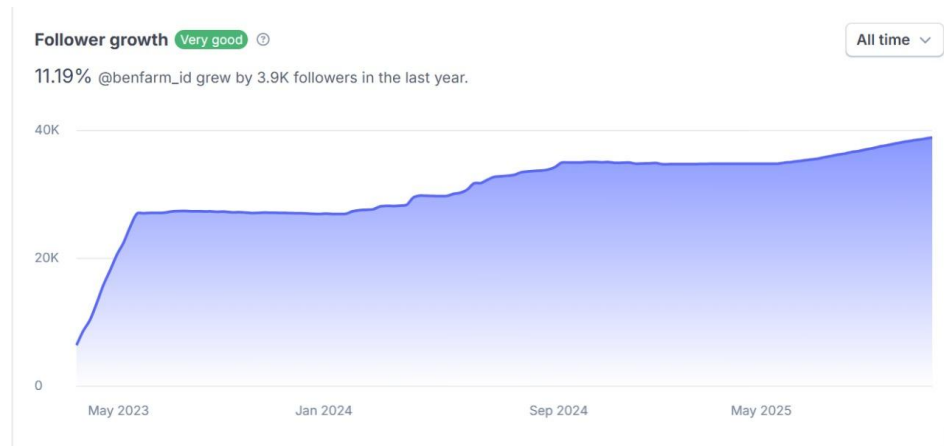 Follower growth Very good ?
All time
11.19% @benfarm_id grew by 3.9K followers in the last year.
40K
20K
0
May 2023 Jan 2024 Sep 2024 May 2025